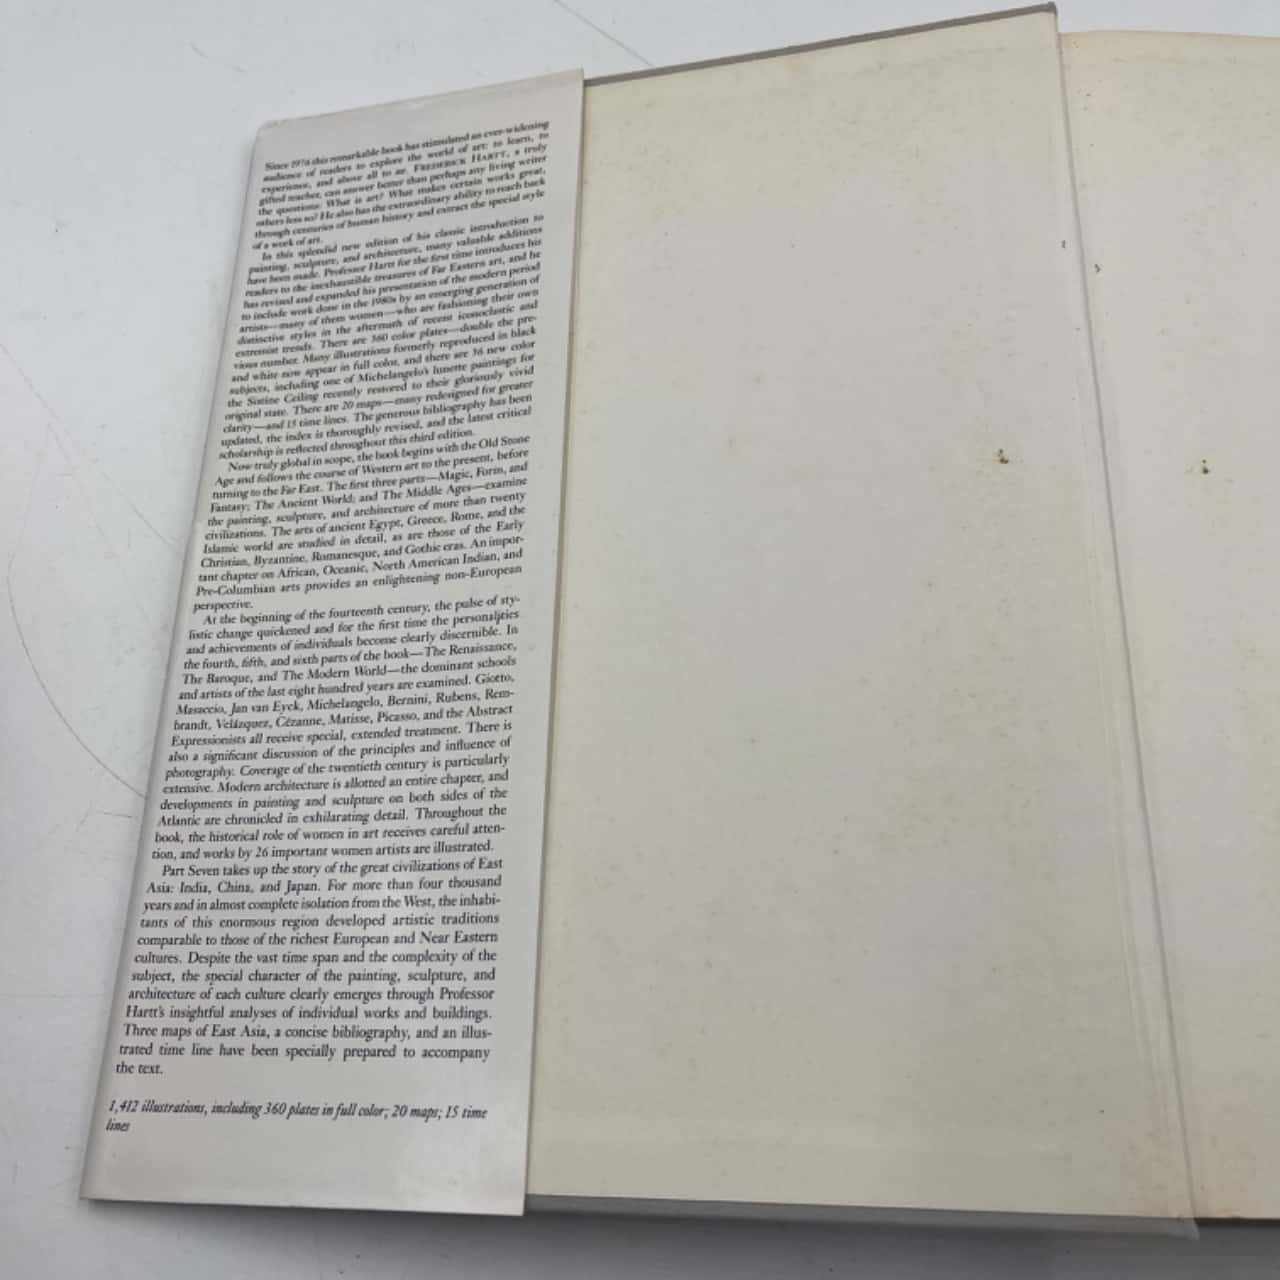 Since 1976 this remarkable book has stimulated an ever-widening
audience of readers to explore the world of art: to learn, to
experience, and above all to see. FREDERICK HARTT, a truly
gifted teacher, can answer better than perhaps any living writer
the questions: What is art? What makes certain works great,
others less so? He also has the extraordinary ability to reach back
through centuries of human history and extract the special style
of a work of art.
In this splendid new edition of his classic introduction to
painting, sculpture, and architecture, many valuable additions
have been made. Professor Hartt for the first time introduces his
readers to the inexhaustible treasures of Far Eastern art, and he
has revised and expanded his presentation of the modern period
to include work done in the 1980s by an emerging generation of
artists—many of them women—who are fashioning their own
distinctive styles in the aftermath of recent iconoclastic and
extremist trends. There are 360 color plates—double the pre-
vious number. Many illustrations formerly reproduced in black
and white now appear in full color, and there are 36 new color
subjects, including one of Michelangelo's lunette paintings for
the Sistine Ceiling recently restored to their gloriously vivid
original state. There are 20 maps—many redesigned for greater
clarity—and 15 time lines. The generous bibliography has been
updated, the index is thoroughly revised, and the latest critical
scholarship is reflected throughout this third edition.
Now truly global in scope, the book begins with the Old Stone
Age and follows the course of Western art to the present, before
turning to the Far East. The first three parts—Magic, Form, and
Fantasy; The Ancient World; and The Middle Ages—examine
the painting, sculpture, and architecture of more than twenty
civilizations. The arts of ancient Egypt, Greece, Rome, and the
Islamic world are studied in detail, as are those of the Early
Christian, Byzantine, Romanesque, and Gothic eras. An impor-
tant chapter on African, Oceanic, North American Indian, and
Pre-Columbian arts provides an enlightening non-European
perspective.
At the beginning of the fourteenth century, the pulse of sty-
listic change quickened and for the first time the personalities
and achievements of individuals become clearly discernible. In
the fourth, fifth, and sixth parts of the book—The Renaissance,
The Baroque, and The Modern World—the dominant schools
and artists of the last eight hundred years are examined. Giotto,
Masaccio, Jan van Eyck, Michelangelo, Bernini, Rubens, Rem-
brandt, Velázquez, Cézanne, Matisse, Picasso, and the Abstract
Expressionists all receive special, extended treatment. There is
also a significant discussion of the principles and influence of
photography. Coverage of the twentieth century is particularly
extensive. Modern architecture is allotted an entire chapter, and
developments in painting and sculpture on both sides of the
Atlantic are chronicled in exhilarating detail. Throughout the
book, the historical role of women in art receives careful atten-
tion, and works by 26 important women artists are illustrated.
Part Seven takes up the story of the great civilizations of East
Asia: India, China, and Japan. For more than four thousand
years and in almost complete isolation from the West, the inhabi-
tants of this enormous region developed artistic traditions
comparable to those of the richest European and Near Eastern
cultures. Despite the vast time span and the complexity of the
subject, the special character of the painting, sculpture, and
architecture of each culture clearly emerges through Professor
Hartt's insightful analyses of individual works and buildings.
Three maps of East Asia, a concise bibliography, and an illus-
trated time line have been specially prepared to accompany
the text.
1,412 illustrations, including 360 plates in full color; 20 maps; 15 time
lines